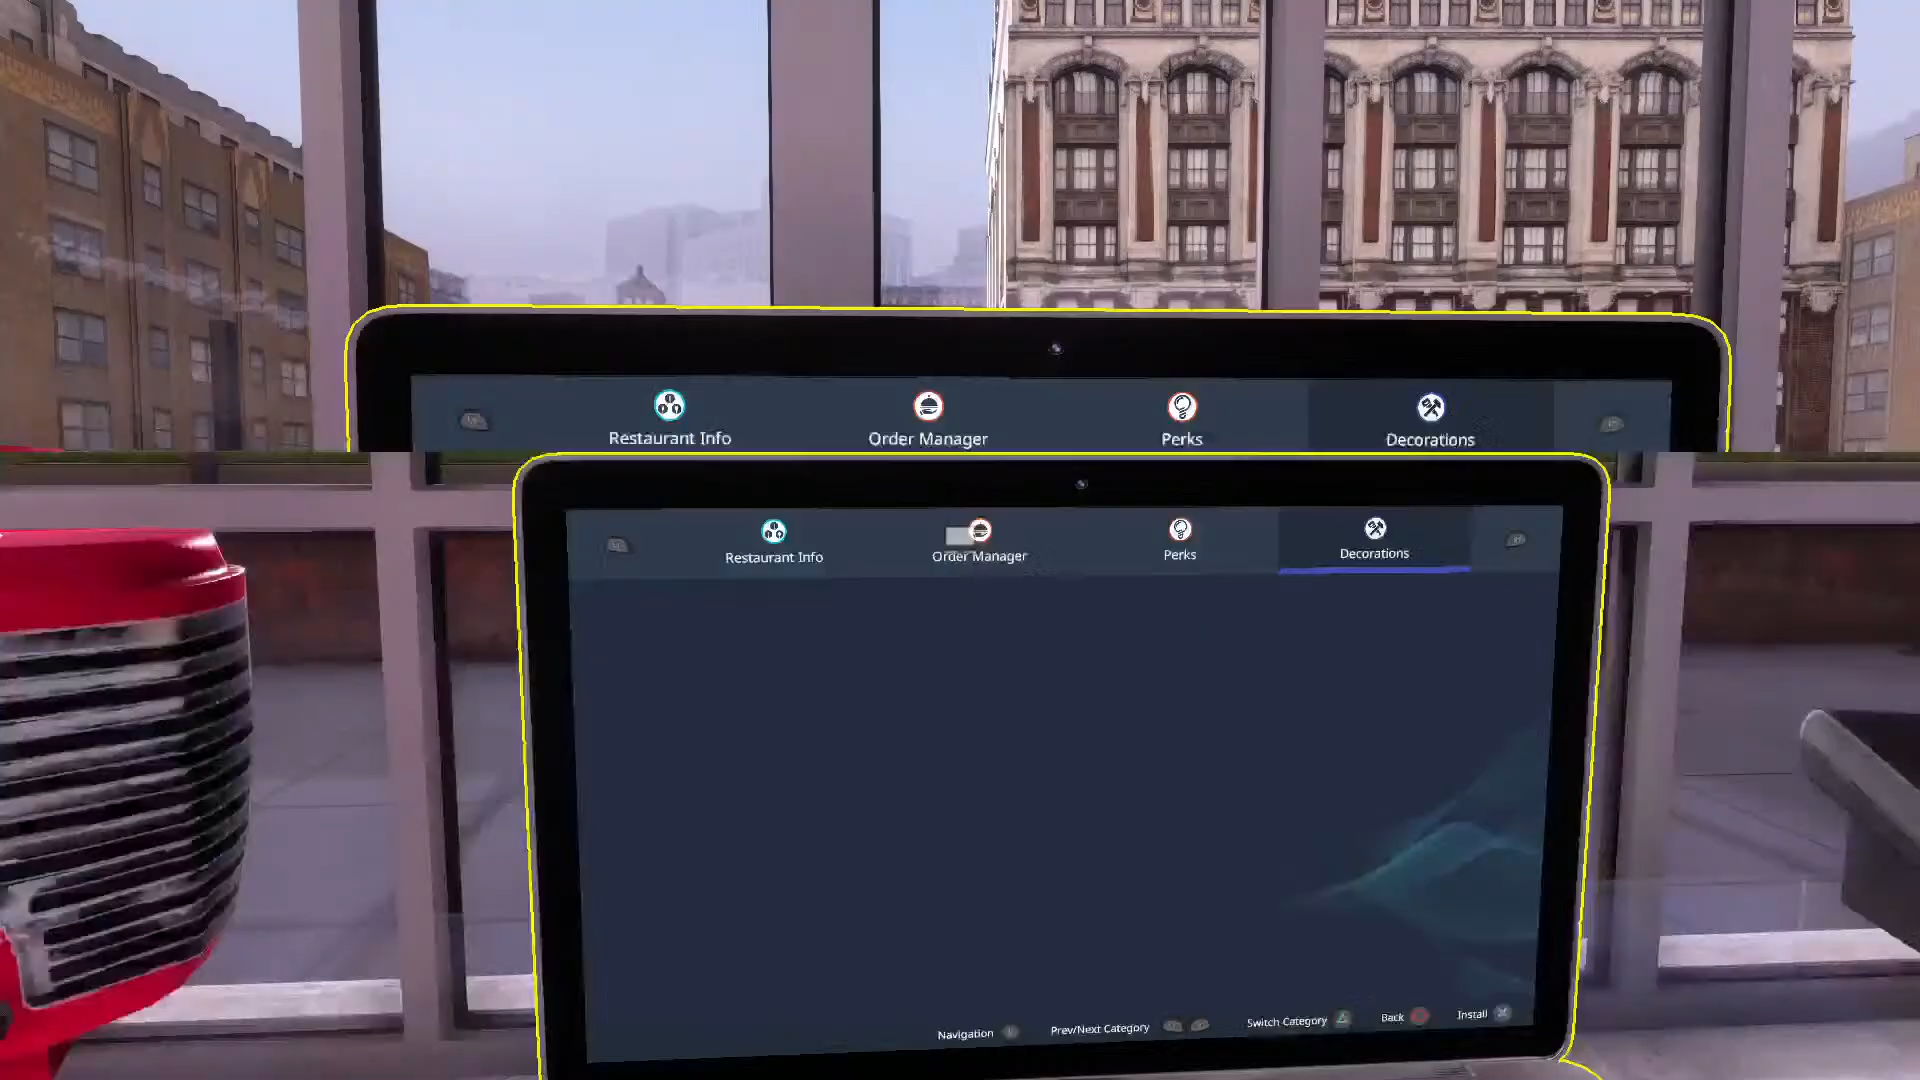 Restaurant Info
Order Manager
Perks
Decorations
Restaurant Info
Order Manager
Perks
Decorations
Navigation
Prev/Next Category
Switch Category
Back
Install